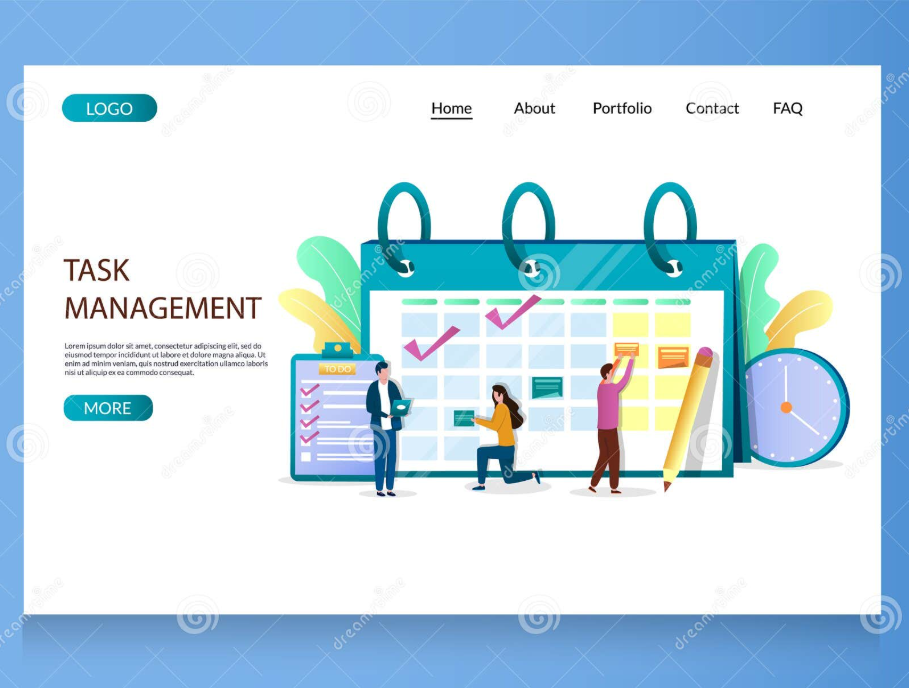 LOGO
Home About Portfolio Contact FAQ
TASK
MANAGEMENT
Lorem ipsum dolor sit amet, consectetur adipiscing elit, sed do
eiusmod tempor incididunt ut labore et dolore magna aliqua. Ut
enim ad minim veniam, quis nostrud exercitation ullamco laboris
nisi ut aliquip ex ea commodo consequat.
MORE
TO DO
dreamstime